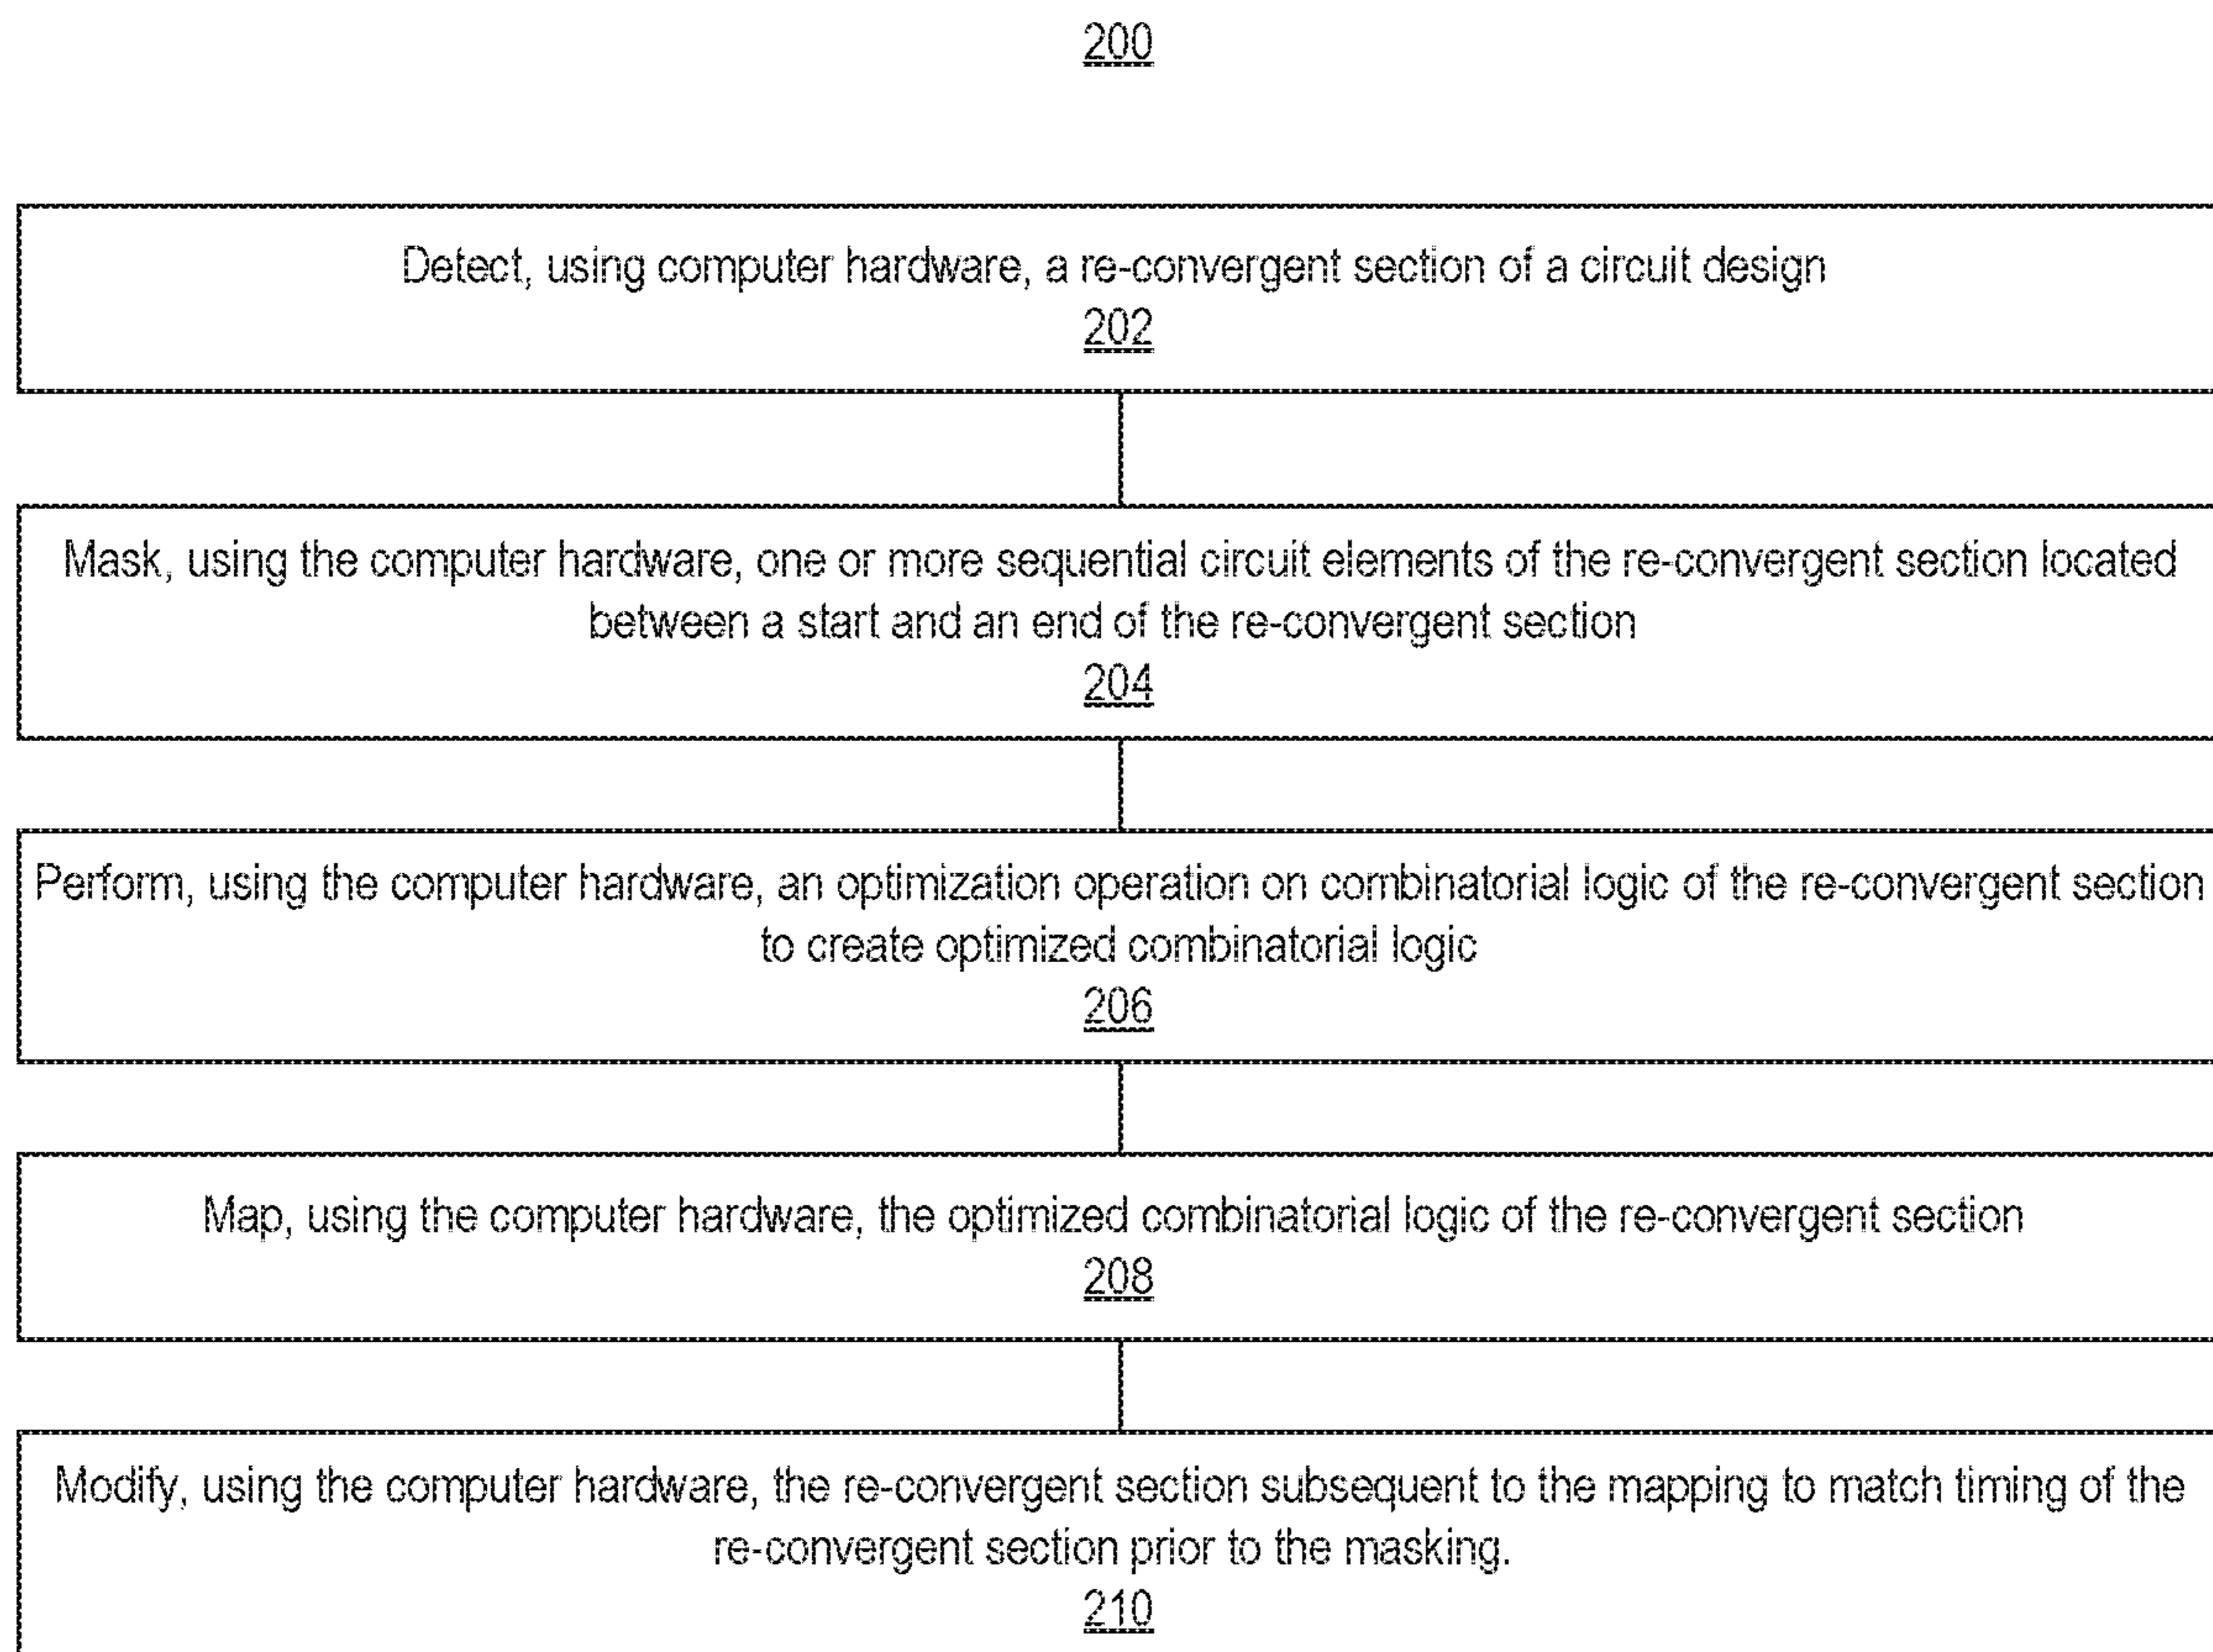 200
Detect, using computer hardware, a re-convergent section of a circuit design
202
Mask, using the computer hardware, one or more sequential circuit elements of the re-convergent section located
between a start and an end of the re-convergent section
204
Perform, using the computer hardware, an optimization operation on combinatorial logic of the re-convergent section
to create optimized combinatorial logic
206
Map, using the computer hardware, the optimized combinatorial logic of the re-convergent section
208
Modify, using the computer hardware, the re-convergent section subsequent to the mapping to match timing of the
re-convergent section prior to the masking.
210